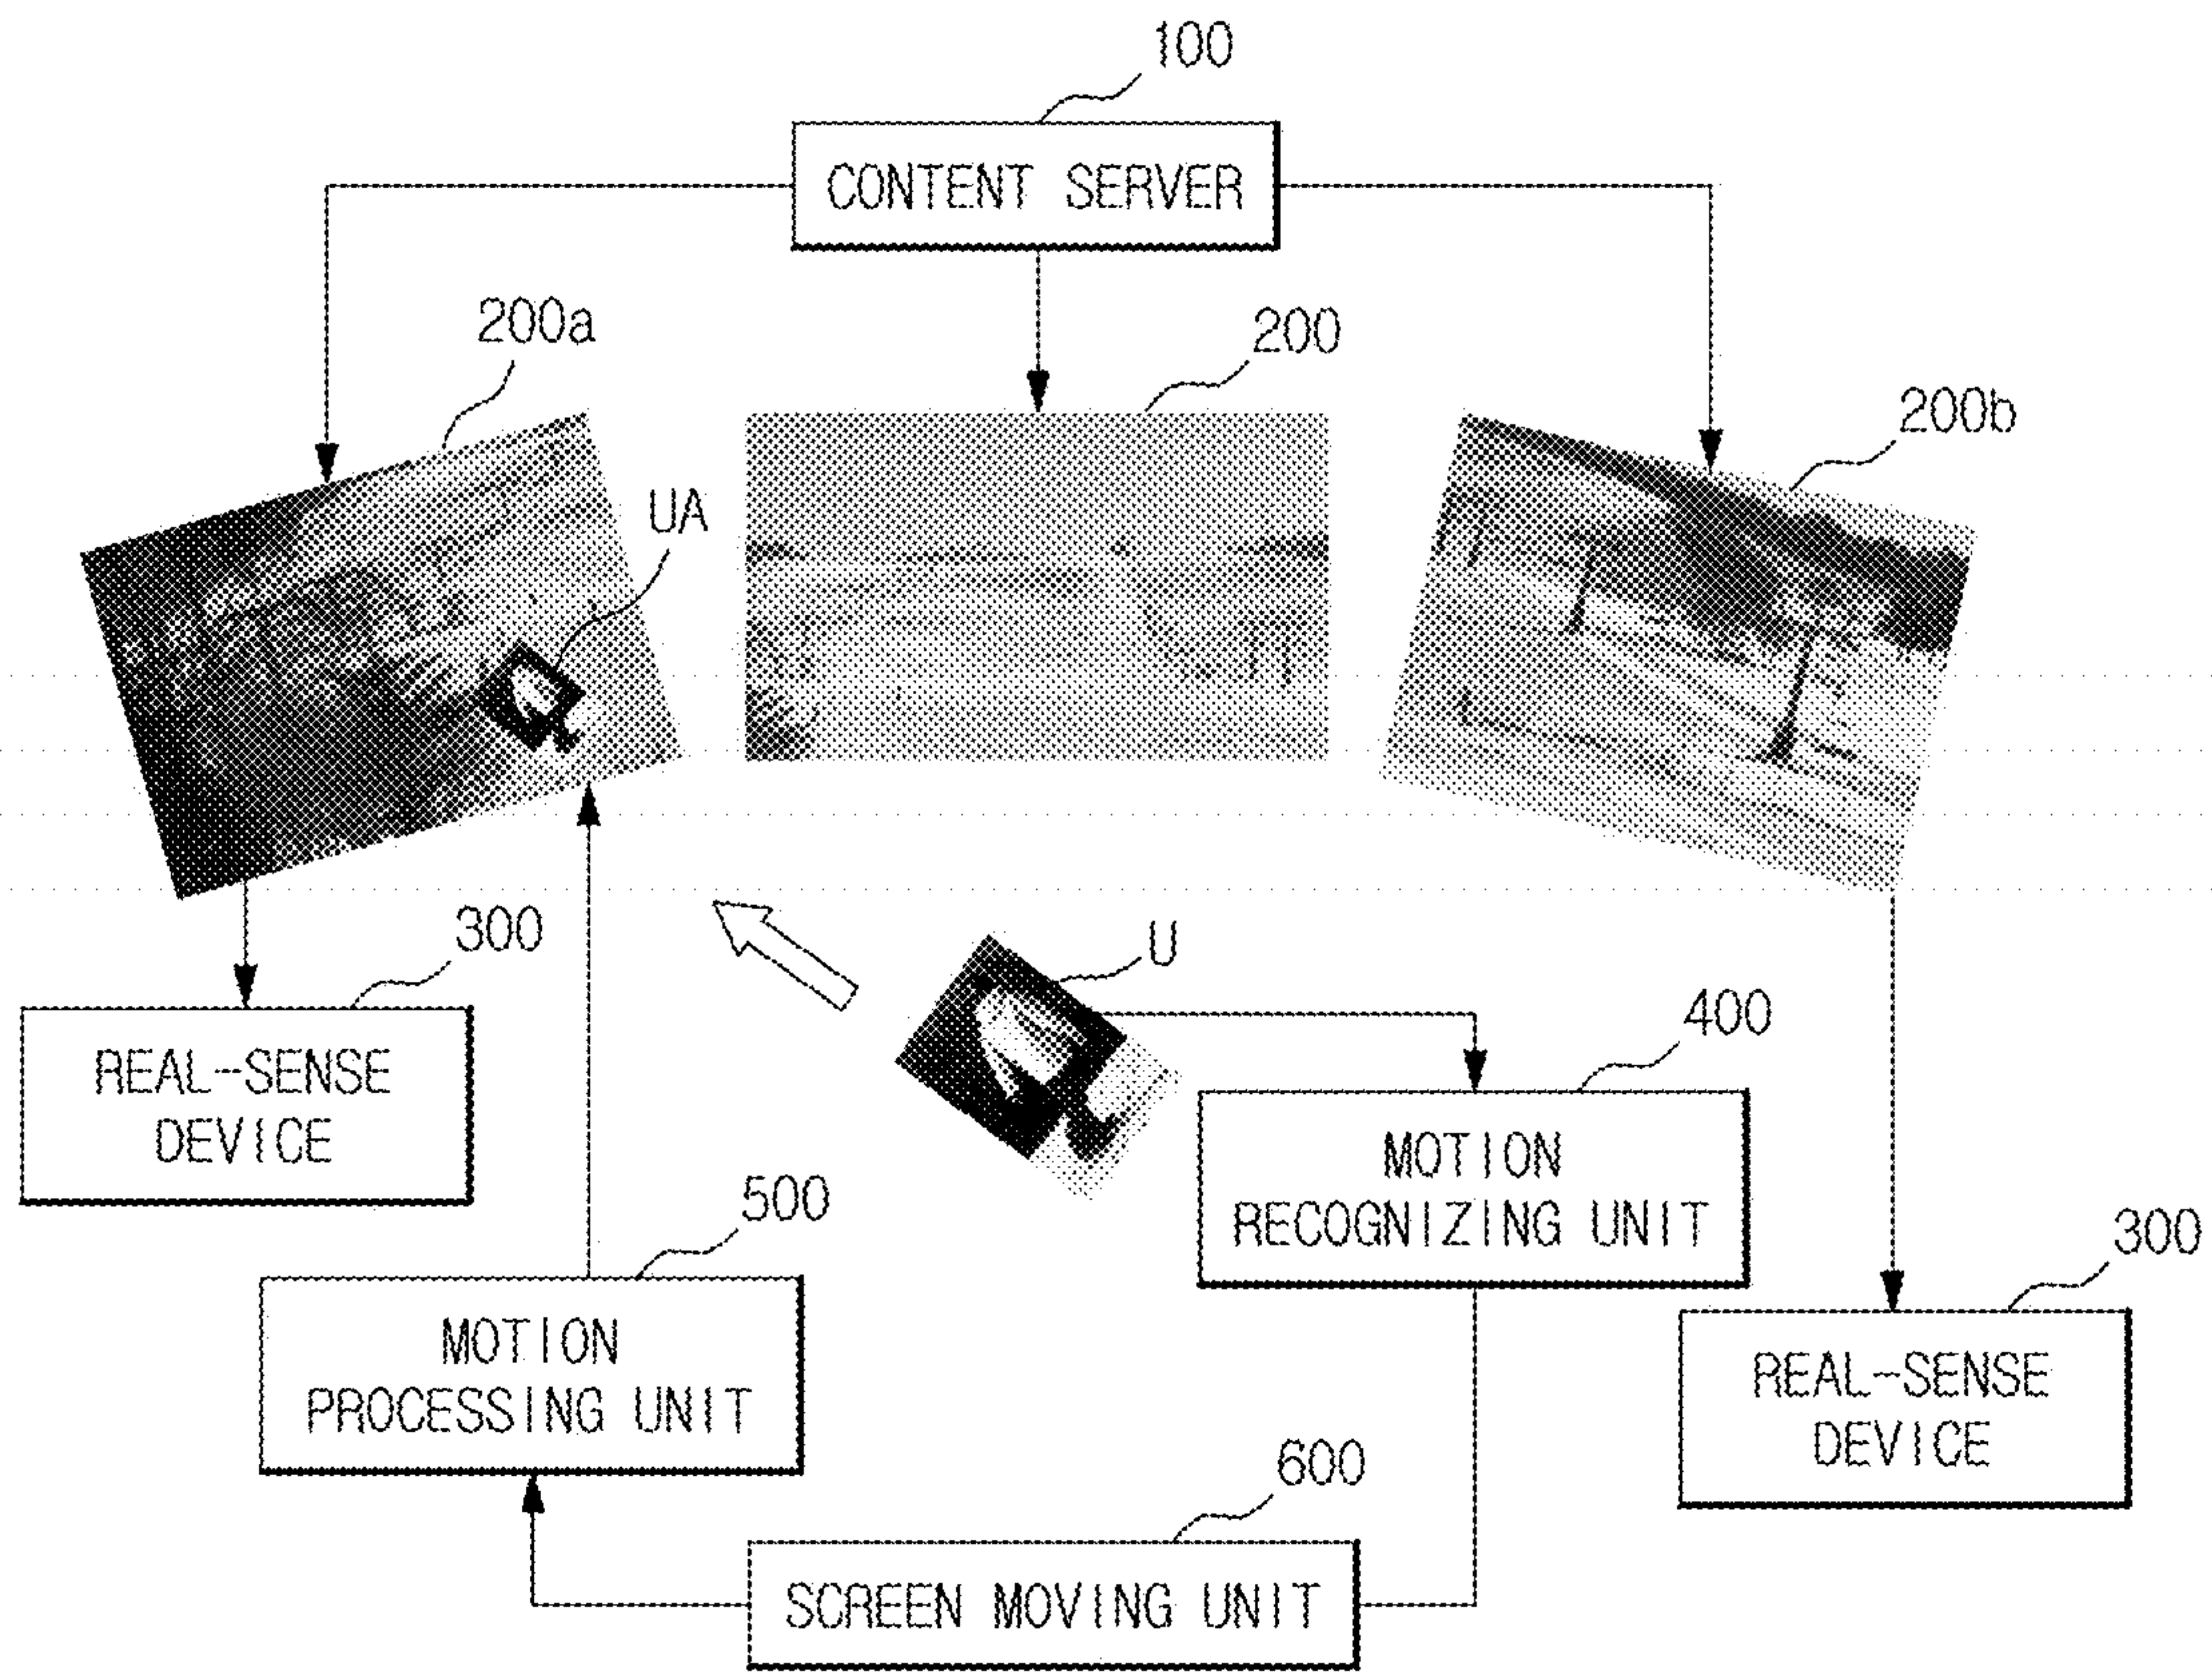 100
CONTENT SERVER
200a
200
200b
UA
300
U
400
REAL-SENSE
DEVICE
MOTION
RECOGNIZING UNIT
500
300
MOTION
PROCESSING UNIT
REAL-SENSE
DEVICE
600
SCREEN MOVING UNIT